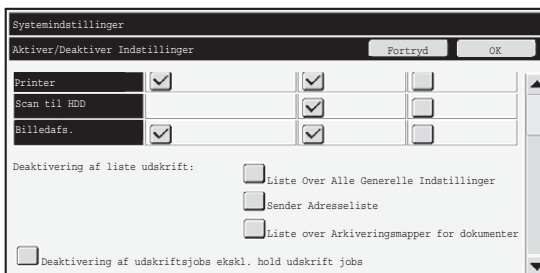 Systemindstillinger
Aktiver/Deaktiver Indstillinger Fortryd OK
Printer
Scan til HDD
Billedafs.
Deaktivering af liste udskrift:
Liste Over Alle Generelle Indstillinger
Sender Adresseliste
Liste over Arkiveringsmapper for dokumenter
Deaktivering af udskriftsjobs ekskl. hold udskrift jobs